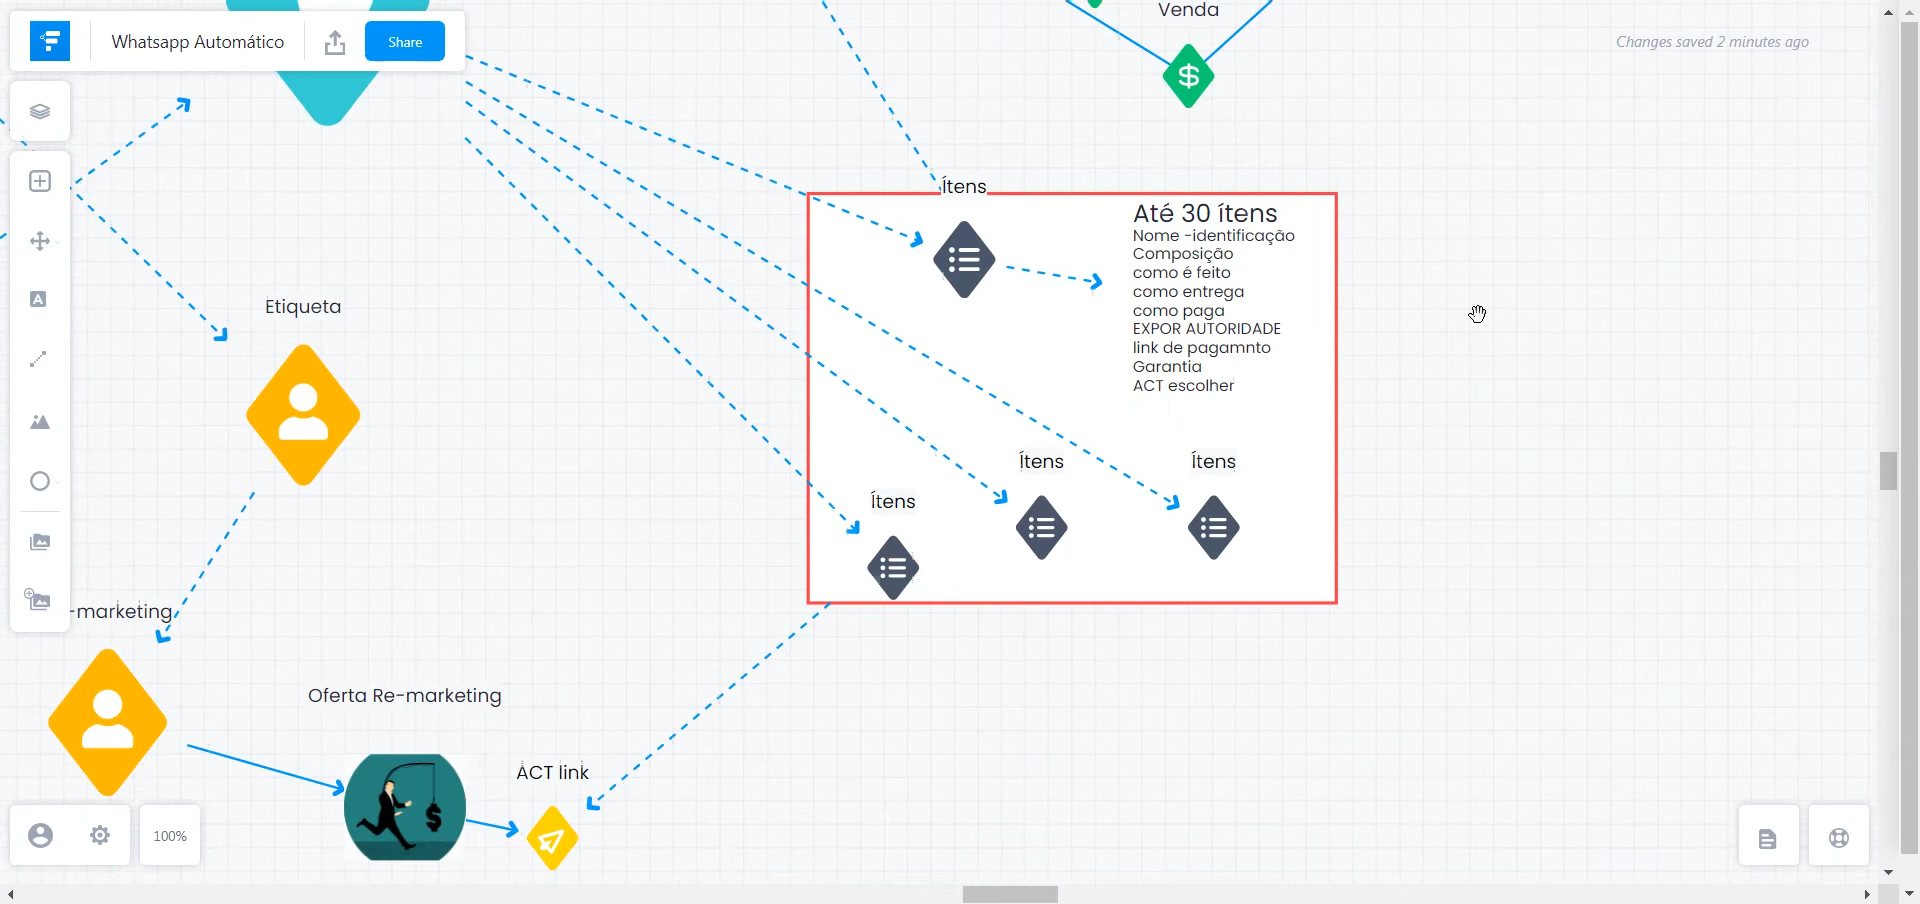 Whatsapp Automático
Share
Venda
Changes saved 2 minutes ago
Ítens
Até 30 ítens
Nome -identificação
Composição
como é feito
como entrega
como paga
EXPOR AUTORIDADE
link de pagamnto
Garantia
ACT escolher
Etiqueta
Ítens
Ítens
Ítens
-marketing
Oferta Re-marketing
ACT link
100%